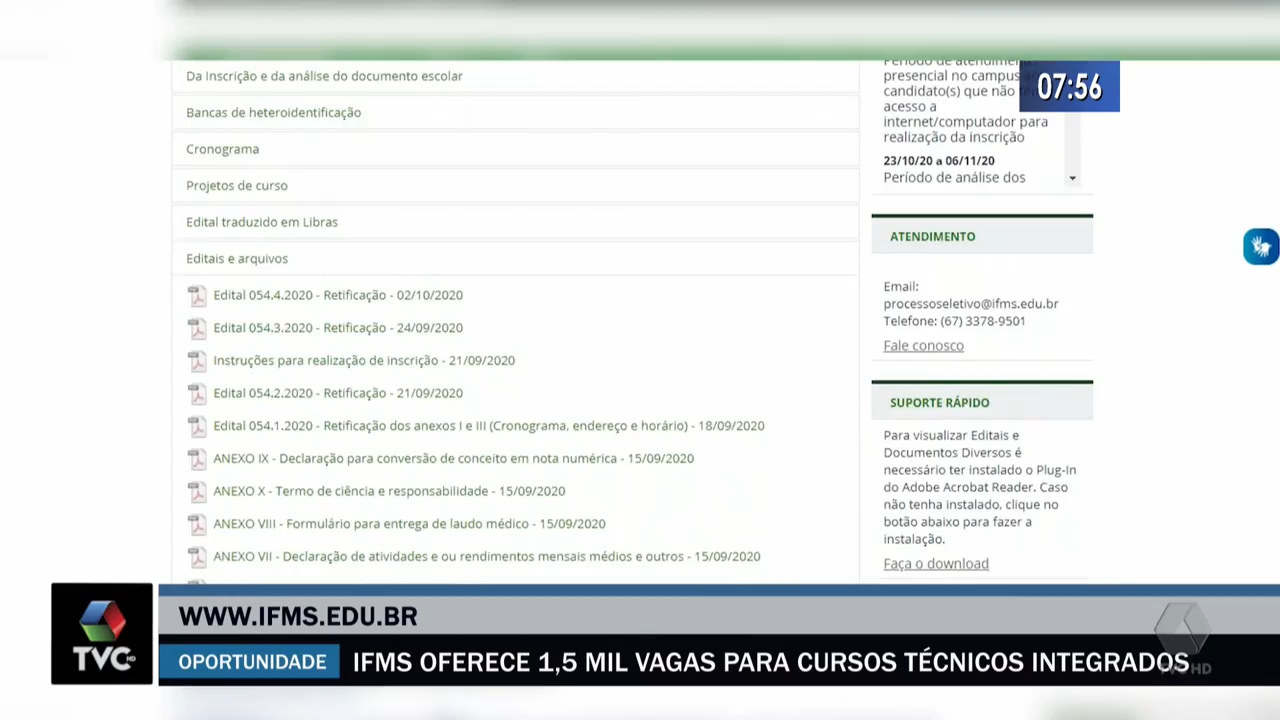 Da Inscrição e da análise do documento escolar
Bancas de heteroidentificação
Cronograma
Projetos de curso
Edital traduzido em Libras
Editais e arquivos
Edital 054.4.2020 - Retificação - 02/10/2020
Edital 054.3.2020 - Retificação - 24/09/2020
Instruções para realização de inscrição - 21/09/2020
Edital 054.2.2020 - Retificação - 21/09/2020
Edital 054.1.2020 - Retificação dos anexos I e III (Cronograma, endereço e horário) - 18/09/2020
ANEXO IX - Declaração para conversão de conceito em nota numérica - 15/09/2020
ANEXO X - Termo de ciência e responsabilidade - 15/09/2020
ANEXO VIII - Formulário para entrega de laudo médico - 15/09/2020
ANEXO VII - Declaração de atividades e ou rendimentos mensais médios e outros - 15/09/2020
Período de
presencial no campus
candidato(s) que não
acesso a
internet/computador para
realização da inscrição
23/10/20 a 06/11/20
Período de análise dos
07:56
ATENDIMENTO
Email:
processoseletivo@ifms.edu.br
Telefone: (67) 3378-9501
Fale conosco
SUPORTE RÁPIDO
Para visualizar Editais e
Documentos Diversos é
necessário ter instalado o Plug-In
do Adobe Acrobat Reader. Caso
não tenha instalado, clique no
botão abaixo para fazer a
instalação.
Faça o download
WWW.IFMS.EDU.BR
TVC HD
OPORTUNIDADE
IFMS OFERECE 1,5 MIL VAGAS PARA CURSOS TÉCNICOS INTEGRADOS
TVC HD